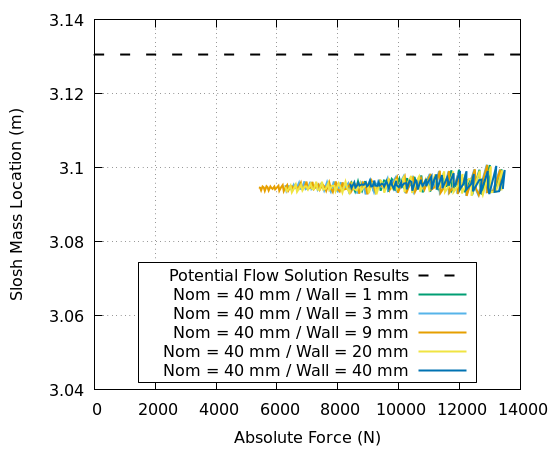 3.14
3.12
3.1
3.08
3.06
3.04
Slosh Mass Location (m)
Potential Flow Solution Results
Nom = 40 mm / Wall = 1 mm
Nom = 40 mm / Wall = 3 mm
Nom = 40 mm / Wall = 9 mm
Nom = 40 mm / Wall = 20 mm
Nom = 40 mm / Wall = 40 mm
0 2000 4000 6000 8000 10000 12000 14000
Absolute Force (N)